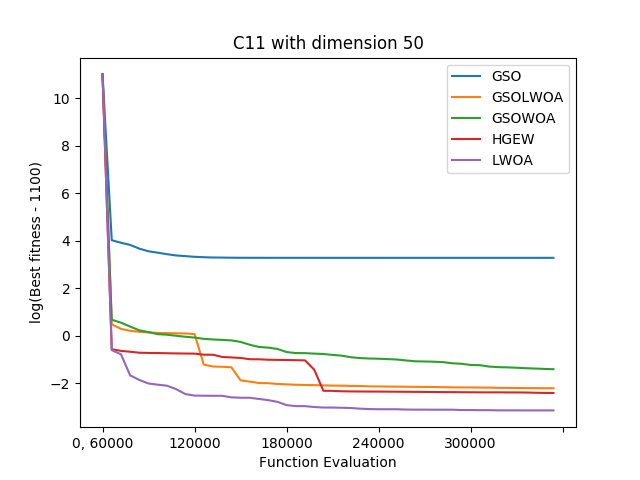 C11 with dimension 50
log(Best fitness - 1100)
10
8
6
4
2
0
−2
GSO
GSOLWOA
GSOWOA
HGEW
LWOA
0, 60000 120000 180000 240000 300000
Function Evaluation